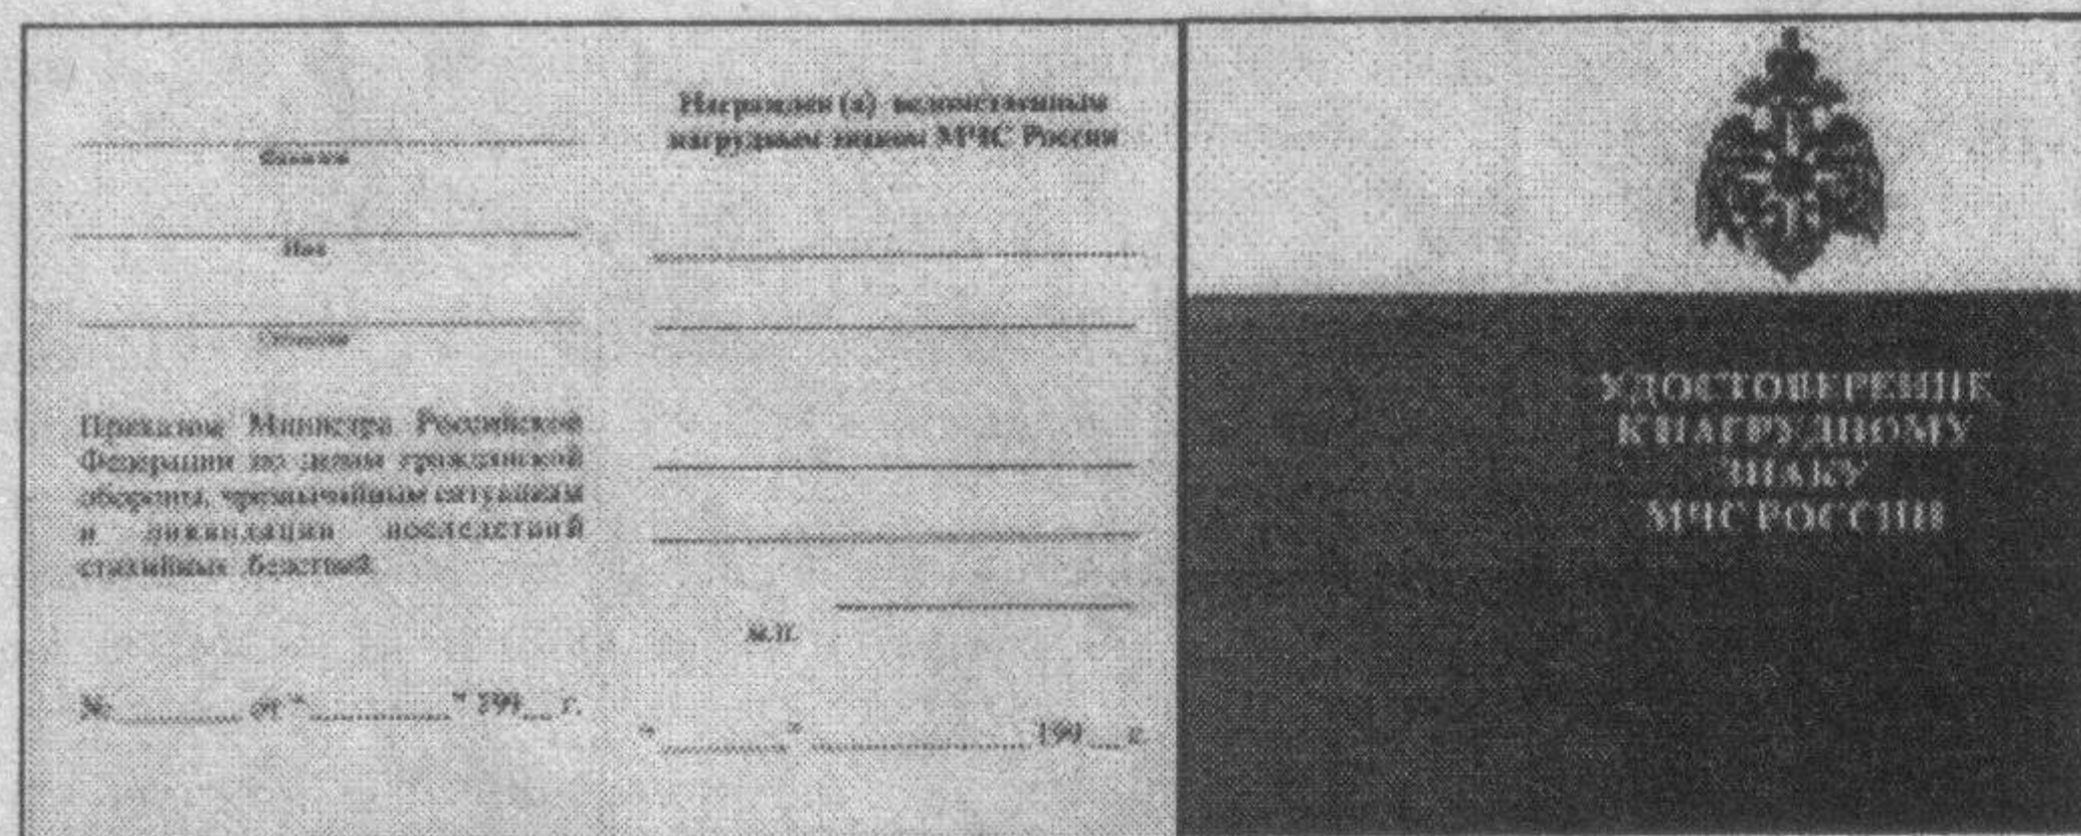 Фамилия
Имя
Отчество
Приказом Министра Российской
Федерации по делам гражданской
обороны, чрезвычайным ситуациям
и ликвидации последствий
стихийных бедствий
№ от " " 199 г.
Награжден (а) ведомственным
нагрудным знаком МЧС России
М.П.
" " 199 г.
УДОСТОВЕРЕНИЕ
К НАГРУДНОМУ
ЗНАКУ
МЧС РОССИИ